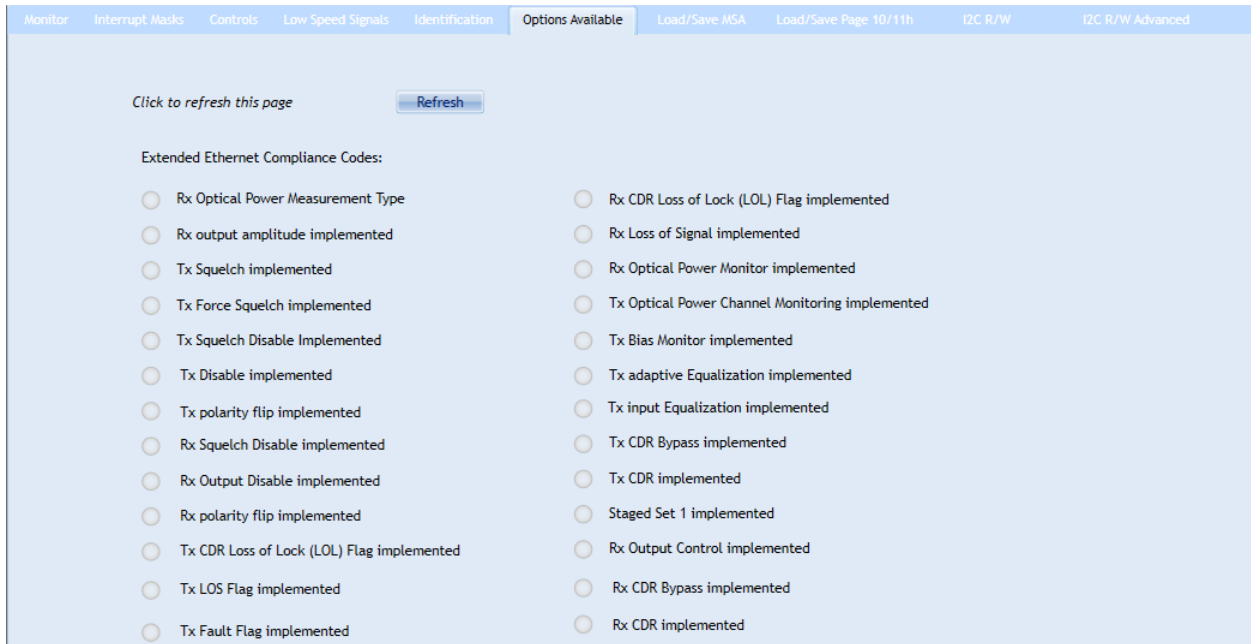 Monitor Interrupt Masks Controls Low Speed Signals Identification Options Available Load/Save MSA Load/Save Page 10/11h I2C R/W I2C R/W Advanced
Click to refresh this page Refresh
Extended Ethernet Compliance Codes:
Rx Optical Power Measurement Type
Rx output amplitude implemented
Tx Squelch implemented
Tx Force Squelch implemented
Tx Squelch Disable Implemented
Tx Disable implemented
Tx polarity flip implemented
Rx Squelch Disable implemented
Rx Output Disable implemented
Rx polarity flip implemented
Tx CDR Loss of Lock (LOL) Flag implemented
Tx LOS Flag implemented
Tx Fault Flag implemented
Rx CDR Loss of Lock (LOL) Flag implemented
Rx Loss of Signal implemented
Rx Optical Power Monitor implemented
Tx Optical Power Channel Monitoring implemented
Tx Bias Monitor implemented
Tx adaptive Equalization implemented
Tx input Equalization implemented
Tx CDR Bypass implemented
Tx CDR implemented
Staged Set 1 implemented
Rx Output Control implemented
Rx CDR Bypass implemented
Rx CDR implemented